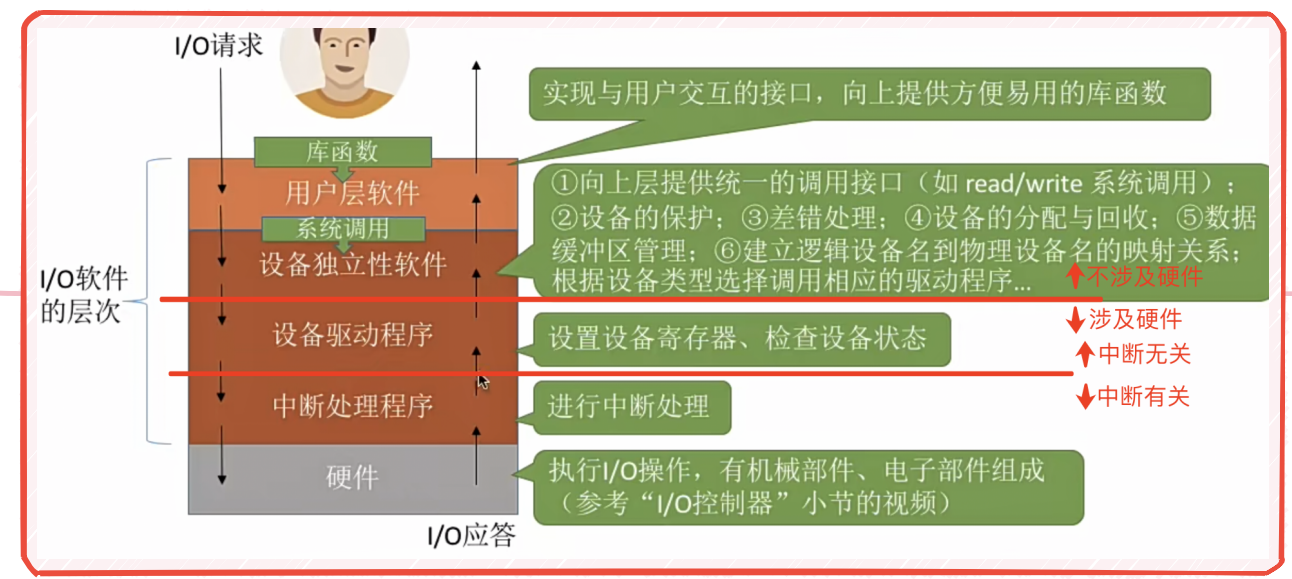 I/O请求
实现与用户交互的接口，向上提供方便易用的库函数
库函数
用户层软件
①向上层提供统一的调用接口（如 read/write 系统调用）；
②设备的保护；③差错处理；④设备的分配与回收；⑤数据
缓冲区管理；⑥建立逻辑设备名到物理设备名的映射关系；
根据设备类型选择调用相应的驱动程序...
系统调用
设备独立性软件
不涉及硬件
I/O软件
的层次
涉及硬件
设备驱动程序
设置设备寄存器、检查设备状态
中断无关
中断有关
中断处理程序
进行中断处理
硬件
执行I/O操作，有机械部件、电子部件组成
（参考“I/O控制器”小节的视频）
I/O应答